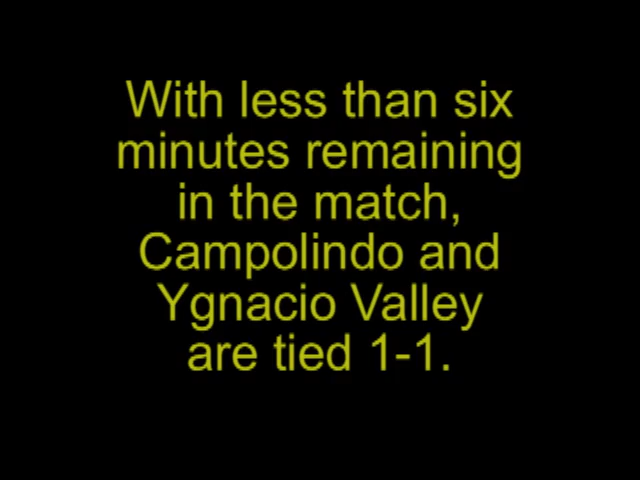 With less than six
minutes remaining
in the match,
Campolindo and
Ygnacio Valley
are tied 1-1.